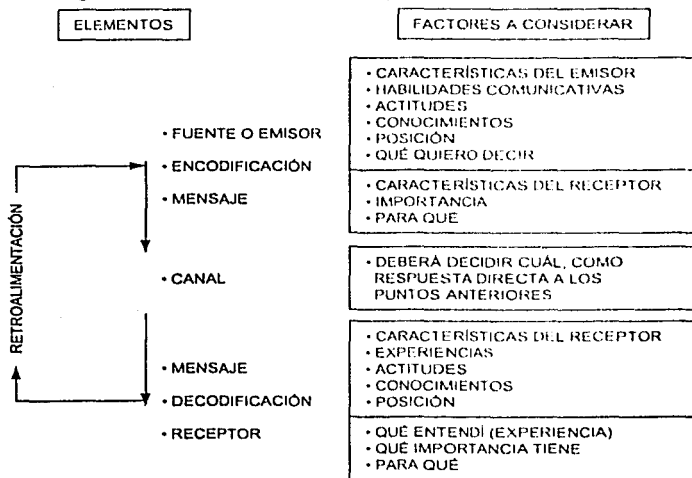 ELEMENTOS
FACTORES A CONSIDERAR
RETROALIMENTACIÓN
• FUENTE O EMISOR
• ENCODIFICACIÓN
• MENSAJE
• CANAL
• MENSAJE
• DECODIFICACIÓN
• RECEPTOR
• CARACTERÍSTICAS DEL EMISOR
• HABILIDADES COMUNICATIVAS
• ACTITUDES
• CONOCIMIENTOS
• POSICIÓN
• QUÉ QUIERO DECIR
• CARACTERÍSTICAS DEL RECEPTOR
• IMPORTANCIA
• PARA QUÉ
• DEBERÁ DECIDIR CUÁL, COMO
RESPUESTA DIRECTA A LOS
PUNTOS ANTERIORES
• CARACTERÍSTICAS DEL RECEPTOR
• EXPERIENCIAS
• ACTITUDES
• CONOCIMIENTOS
• POSICIÓN
• QUÉ ENTENDÍ (EXPERIENCIA)
• QUÉ IMPORTANCIA TIENE
• PARA QUÉ